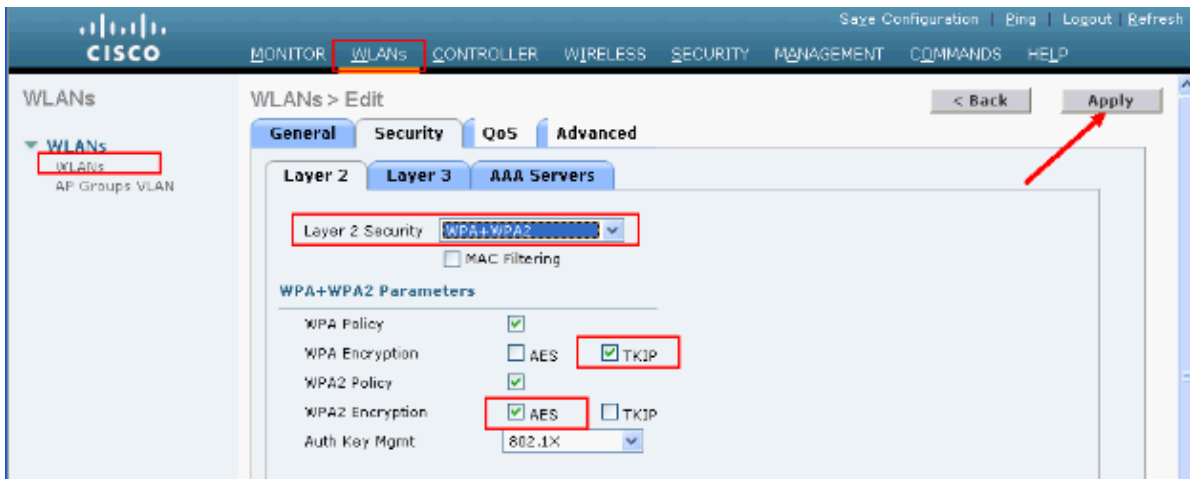 Save Configuration | Ping | Logout | Refresh
CISCO
MONITOR WLANs CONTROLLER WIRELESS SECURITY MANAGEMENT COMMANDS HELP
WLANs
WLANs > Edit
< Back
Apply
WLANs
WLANs
AP Groups VLAN
General Security QoS Advanced
Layer 2 Layer 3 AAA Servers
Layer 2 Security WPA+WPA2
MAC Filtering
WPA+WPA2 Parameters
WPA Policy
WPA Encryption AES TKIP
WPA2 Policy
WPA2 Encryption AES TKIP
Auth Key Mgmt 802.1X